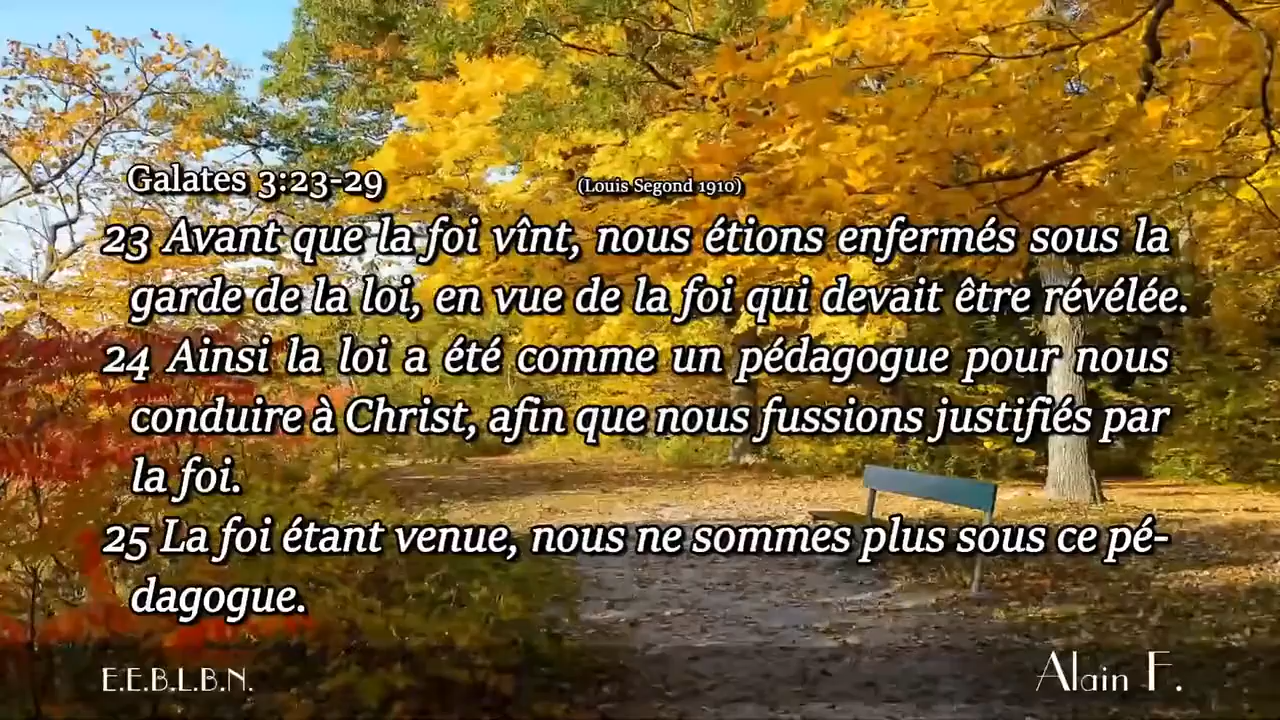 Galates 3:23-29 (Louis Segond 1910)
23 Avant que la foi vînt, nous étions enfermés sous la
garde de la loi, en vue de la foi qui devait être révélée.
24 Ainsi la loi a été comme un pédagogue pour nous
conduire à Christ, afin que nous fussions justifiés par
la foi.
25 La foi étant venue, nous ne sommes plus sous ce pé-
dagogue.
E.E.B.L.B.N. Alain F.